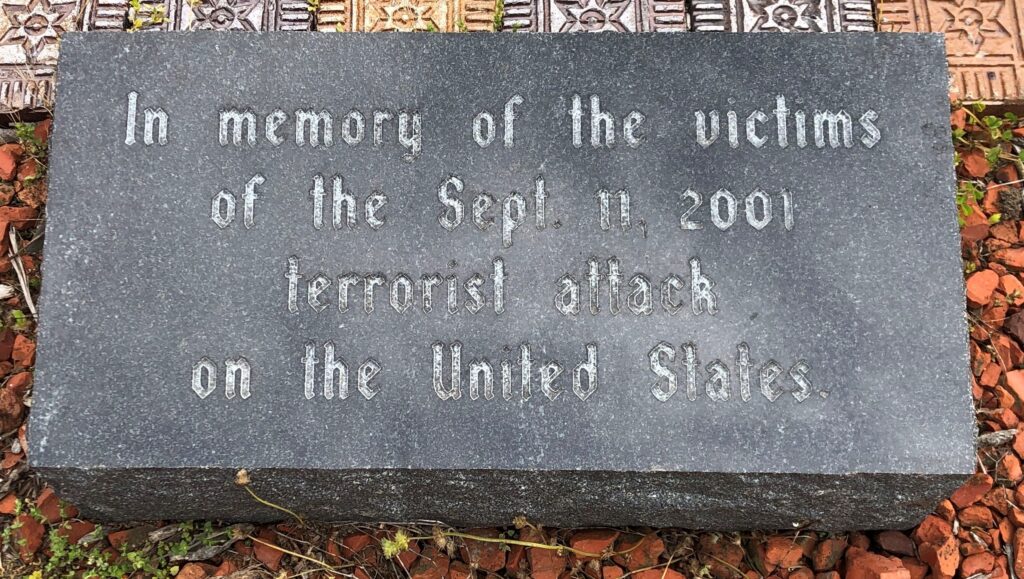 In memory of the victims
of the Sept. 11, 2001
terrorist attack
on the United States.